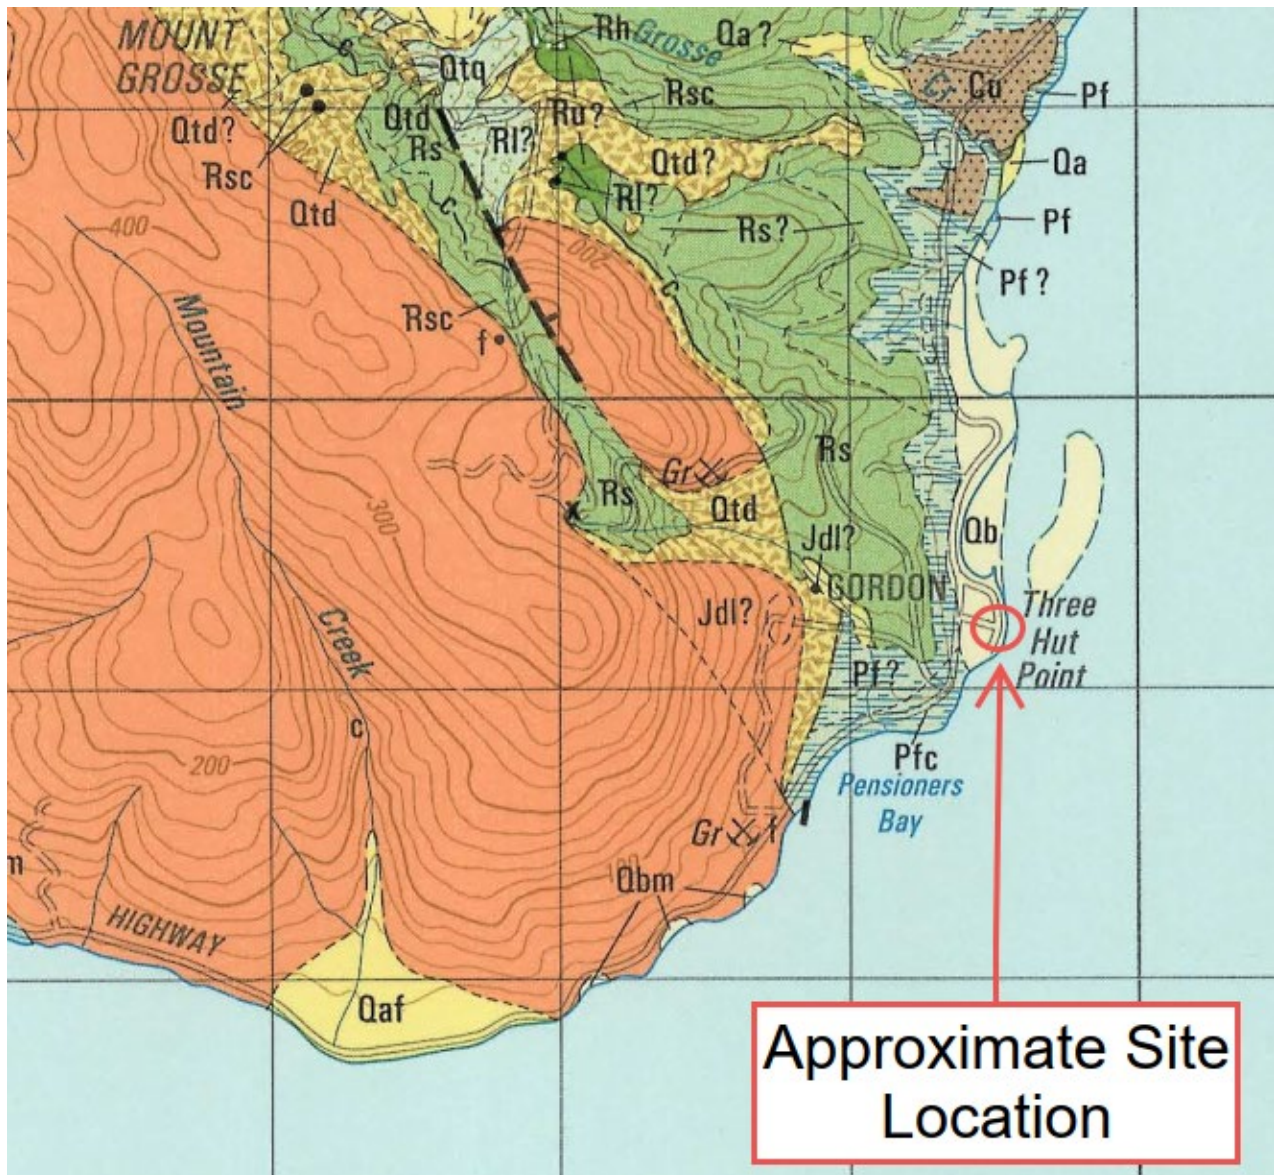 MOUNT
GROSSE
Rh
Grosse
Qa ?
Qtq
Rsc
Cu
Cr
Pf
Qtd?
Qtd
Rs
Rl?
Ru?
Qtd?
Qa
Rsc
Qtd
Rl?
Rs?
Pf
400
200
Pf ?
c
c
c
Mountain
Rsc
f
Gr
Rs
300
Rs
Qtd
Qb
Jdl?
GORDON
Creek
Jdl?
Three
Hut
Point
Pf?
c
200
Pfc
Pensioners
Bay
Gr
f
m
100
Qbm
HIGHWAY
Qaf
Approximate Site
Location